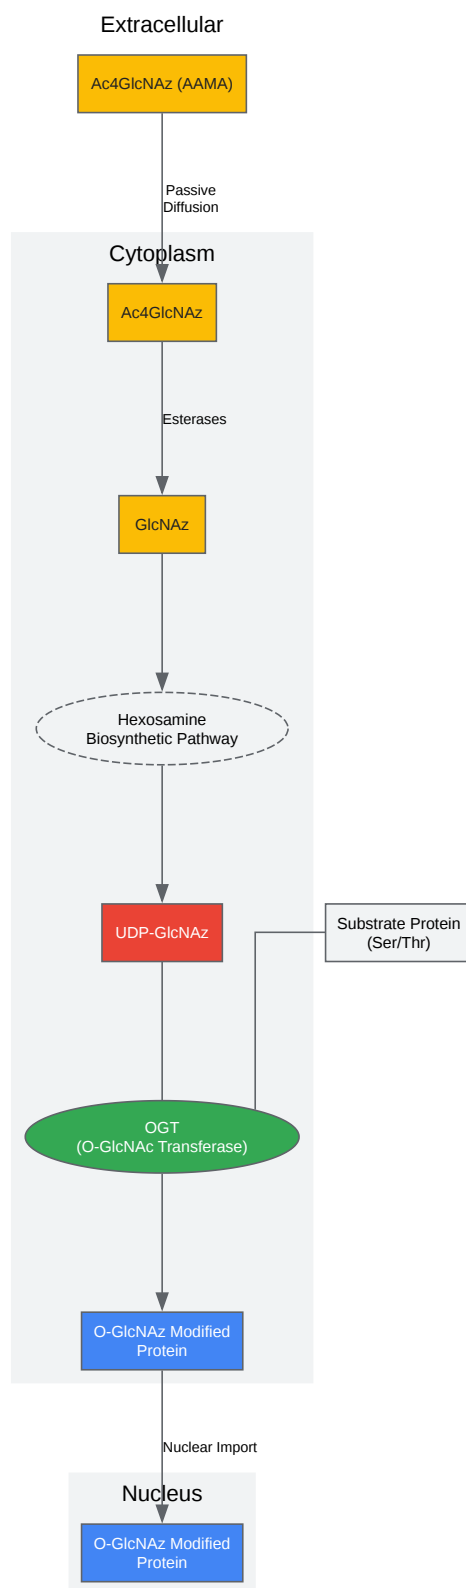 Extracellular
Ac4GlcNAz (AAMA)
Passive
Diffusion
Cytoplasm
Ac4GlcNAz
Esterases
GlcNAz
Hexosamine
Biosynthetic Pathway
UDP-GlcNAz
Substrate Protein
(Ser/Thr)
OGT
(O-GlcNAc Transferase)
O-GlcNAz Modified
Protein
Nuclear Import
Nucleus
O-GlcNAz Modified
Protein